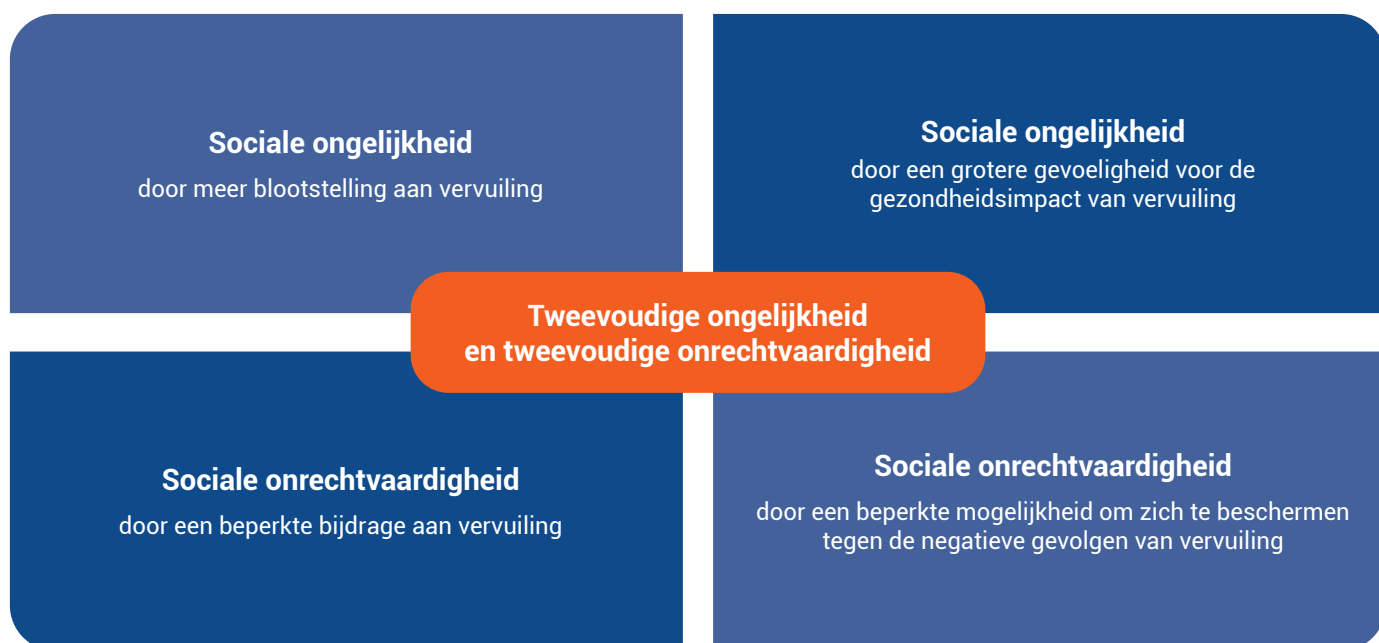 Sociale ongelijkheid
door meer blootstelling aan vervuiling
Sociale ongelijkheid
door een grotere gevoeligheid voor de
gezondheidsimpact van vervuiling
Tweevoudige ongelijkheid
en tweevoudige onrechtvaardigheid
Sociale onrechtvaardigheid
door een beperkte bijdrage aan vervuiling
Sociale onrechtvaardigheid
door een beperkte mogelijkheid om zich te beschermen
tegen de negatieve gevolgen van vervuiling